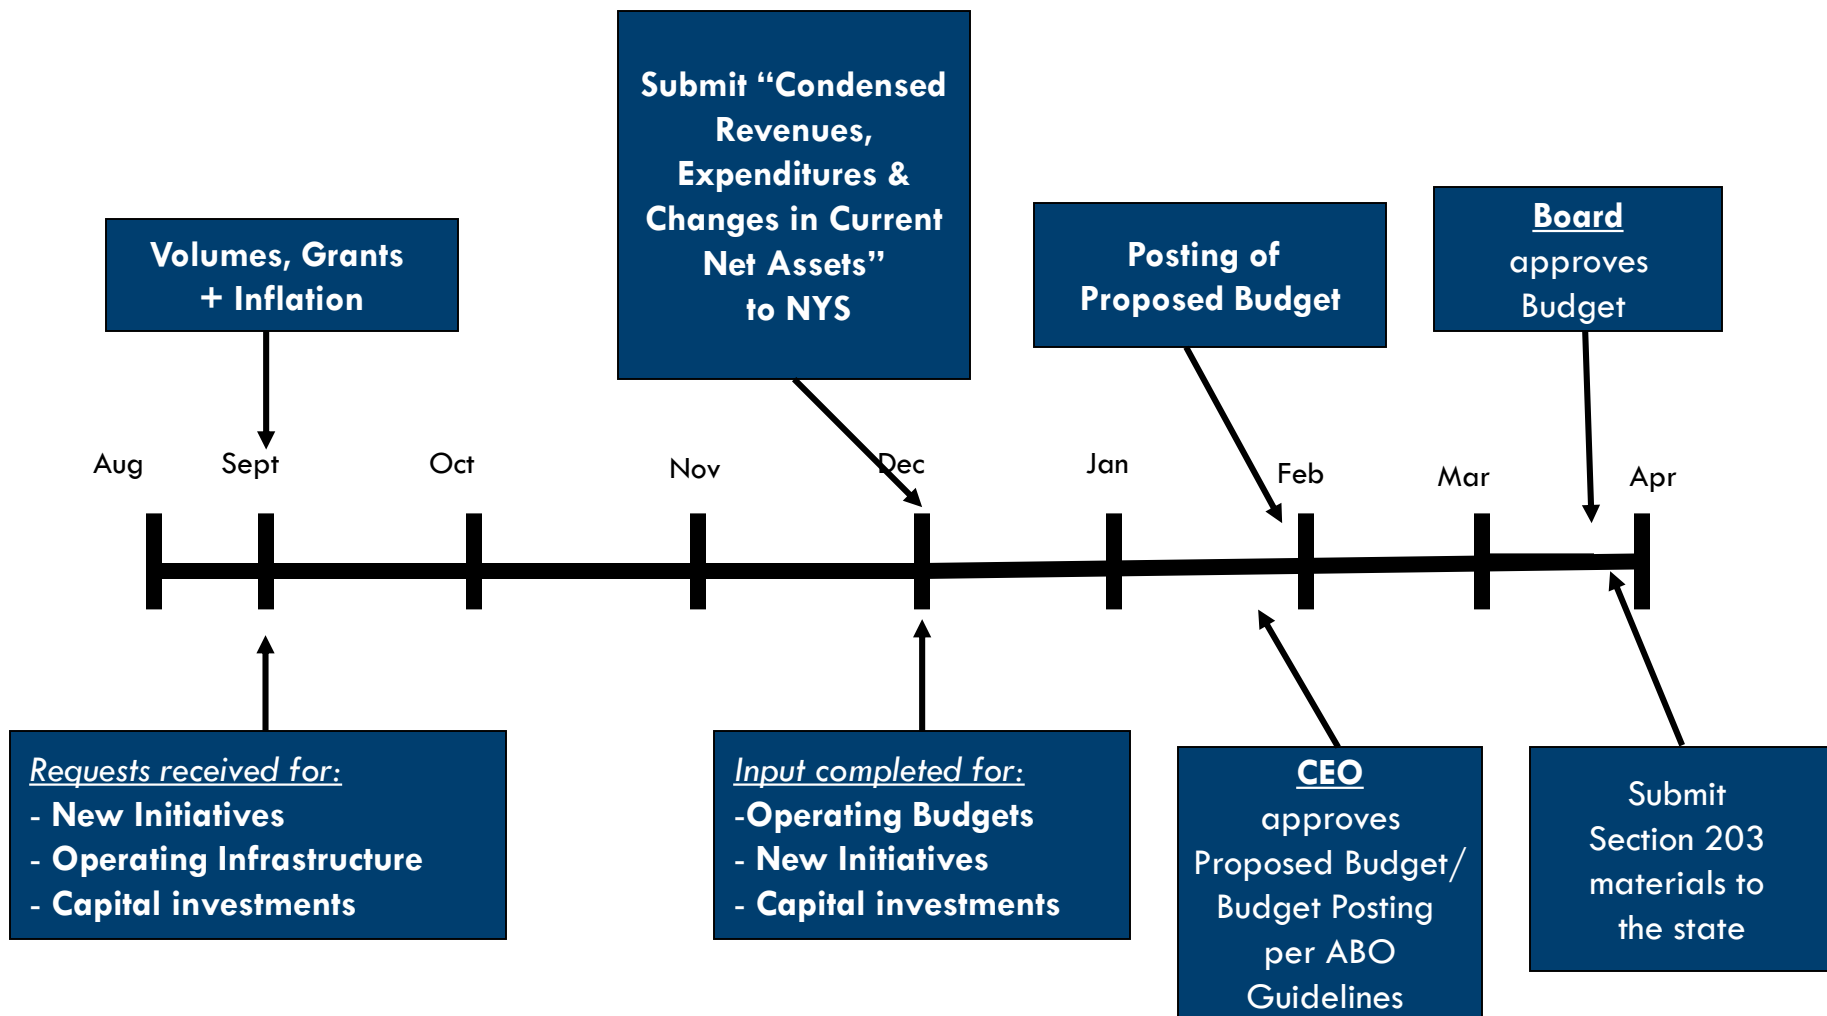 Submit “Condensed
Revenues,
Expenditures &
Changes in Current
Net Assets”
to NYS
Volumes, Grants
+ Inflation
Posting of
Proposed Budget
Board
approves
Budget
Aug
Sept
Oct
Nov
Dec
Jan
Feb
Mar
Apr
Requests received for:
- New Initiatives
- Operating Infrastructure
- Capital investments
Input completed for:
-Operating Budgets
- New Initiatives
- Capital investments
CEO
approves
Proposed Budget/
Budget Posting
per ABO
Guidelines
Submit
Section 203
materials to
the state